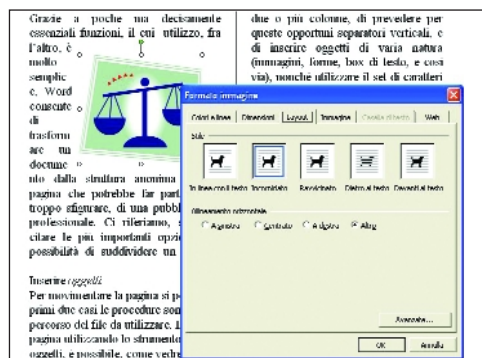 Grazie a poche ma decisamente
essenziali funzioni, il cui utilizzo, fra
l'altro, è
molto
semplic
e, Word
consente
di
trasform
are un
docume
nto dalla struttura anonima
pagina che potrebbe far part
troppo sfigurare, di una pubbl
professionale. Ci riferiamo,
citare le più importanti opzi
possibilità di suddividere un
Inserire oggetti
Per movimentare la pagina si p
primi due casi le procedure son
percorso del file da utilizzare.
pagina utilizzando lo strumento
oggetti, è possibile, come vedre
due o più colonne, di prevedere per
queste opportuni separatori verticali, e
di inserire oggetti di varia natura
(immagini, forme, box di testo, e così
via), nonché utilizzare il set di caratteri
Formato immagine
Colori e linee Dimensioni Layout Immagine Casella di testo Web
Stile
In linea con il testo Incorniciato Ravvicinato Dietro al testo Davanti al testo
Allineamento orizzontale
A sinistra Centrato A destra Altro
Avanzate...
OK Annulla